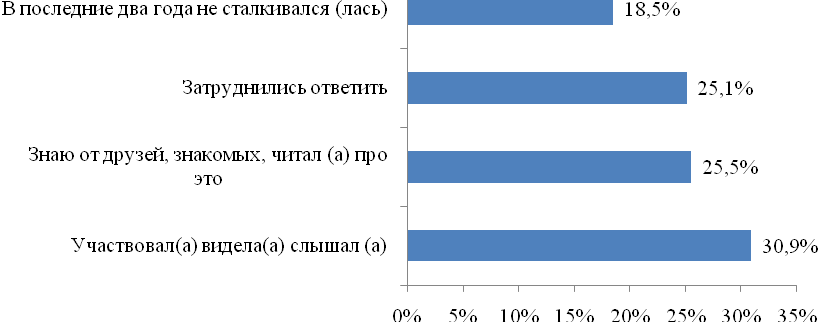 В последние два года не сталкивался (лась)
18,5%
Затруднились ответить
25,1%
Знаю от друзей, знакомых, читал (а) про
это
25,5%
Участвовал(а) видела(а) слышал (а)
30,9%
0% 5% 10% 15% 20% 25% 30% 35%